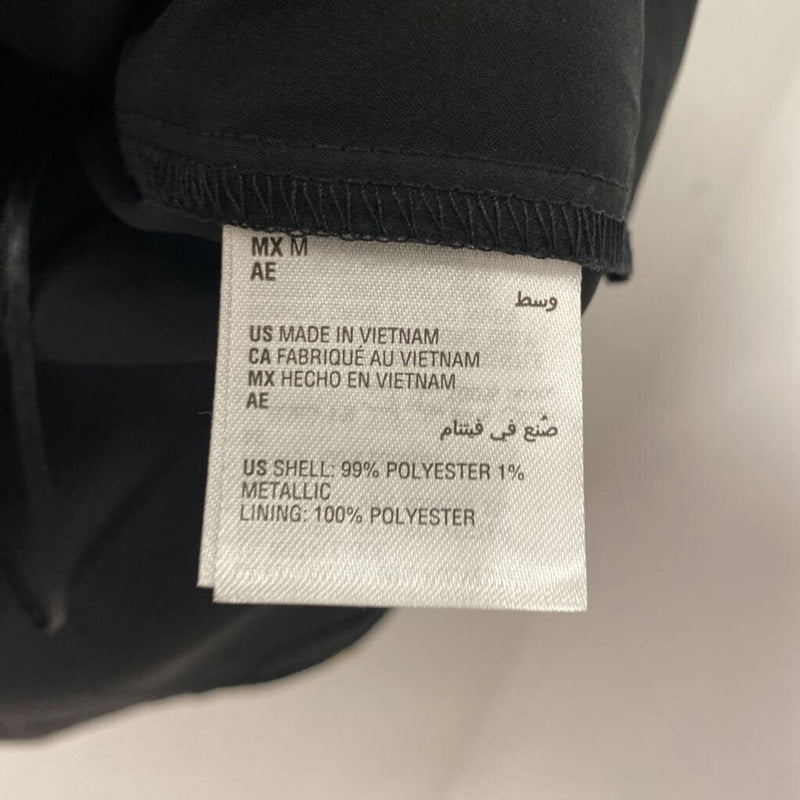 MX M
AE
وسط
US MADE IN VIETNAM
CA FABRIQUÉ AU VIETNAM
MX HECHO EN VIETNAM
AE
صُنع في فيتنام
US SHELL: 99% POLYESTER 1%
METALLIC
LINING: 100% POLYESTER